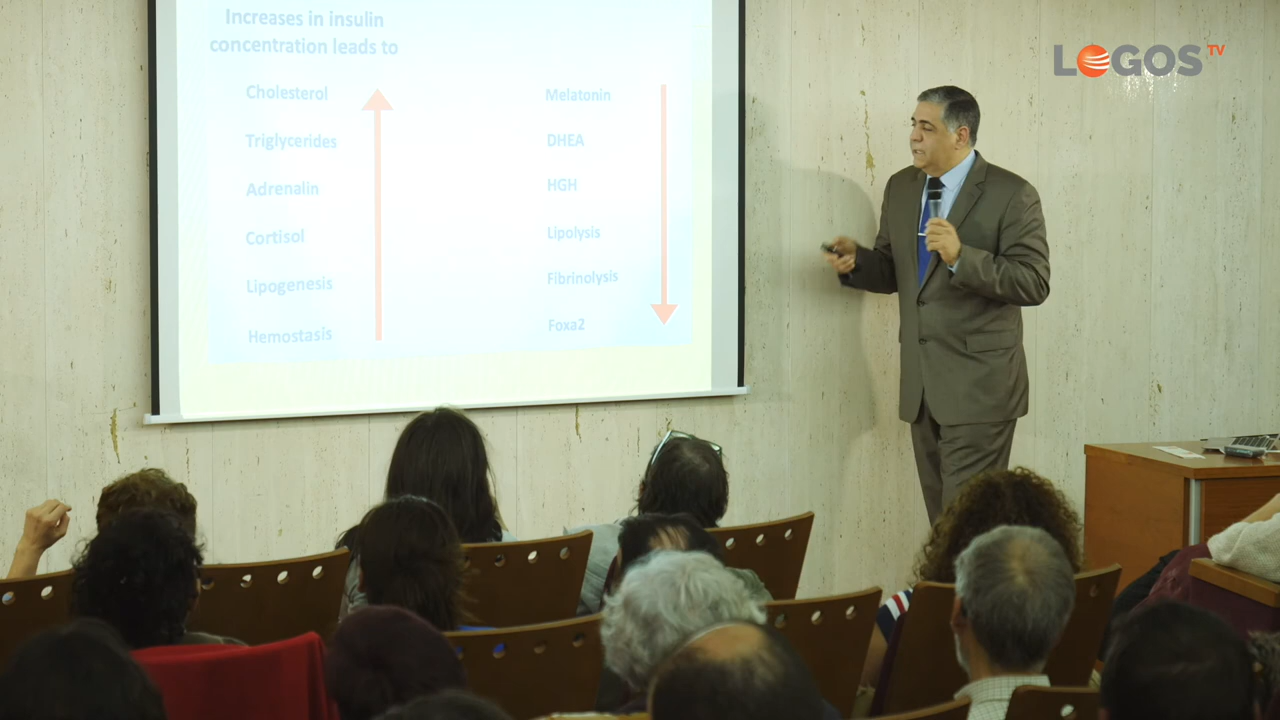 Increases in insulin
concentration leads to
Cholesterol
Triglycerides
Adrenalin
Cortisol
Lipogenesis
Hemostasis
Melatonin
DHEA
HGH
Lipolysis
Fibrinolysis
Foxa2
LOGOS TV